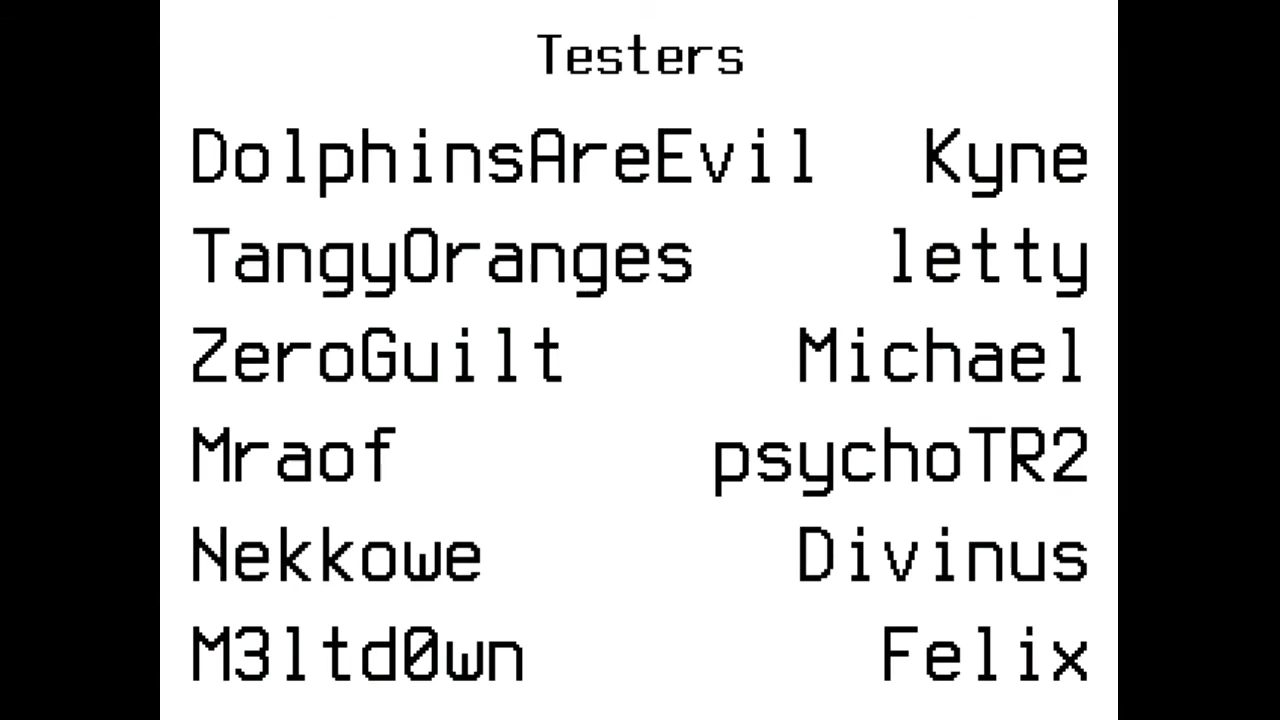 Testers
DolphinsAreEvil Kyne
TangyOranges letty
ZeroGuilt Michael
Mraof psychoTR2
Nekkowe Divinus
M3ltd0wn Felix